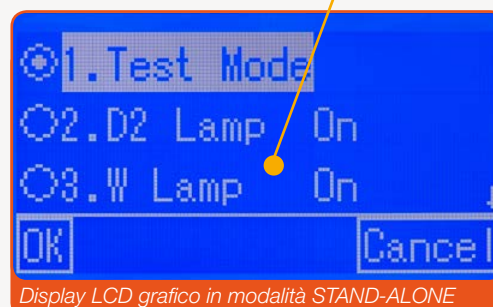 1.Test Mode
2.D2 Lamp On
3.W Lamp On
OK Cancel
Display LCD grafico in modalità STAND-ALONE